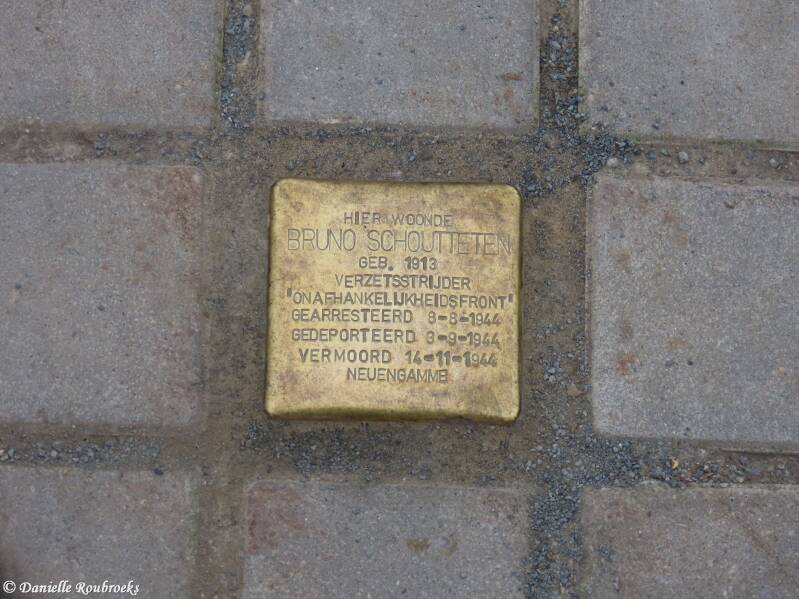 HIER WOONDE
BRUNO SCHOUTTETEN
GEB. 1913
VERZETSSTRIJDER
"ONAFHANKELIJKHEIDSFRONT"
GEARRESTEERD 8-8-1944
GEDEPORTEERD 3-9-1944
VERMOORD 14-11-1944
NEUENGAMME
© Danielle Roubroeks